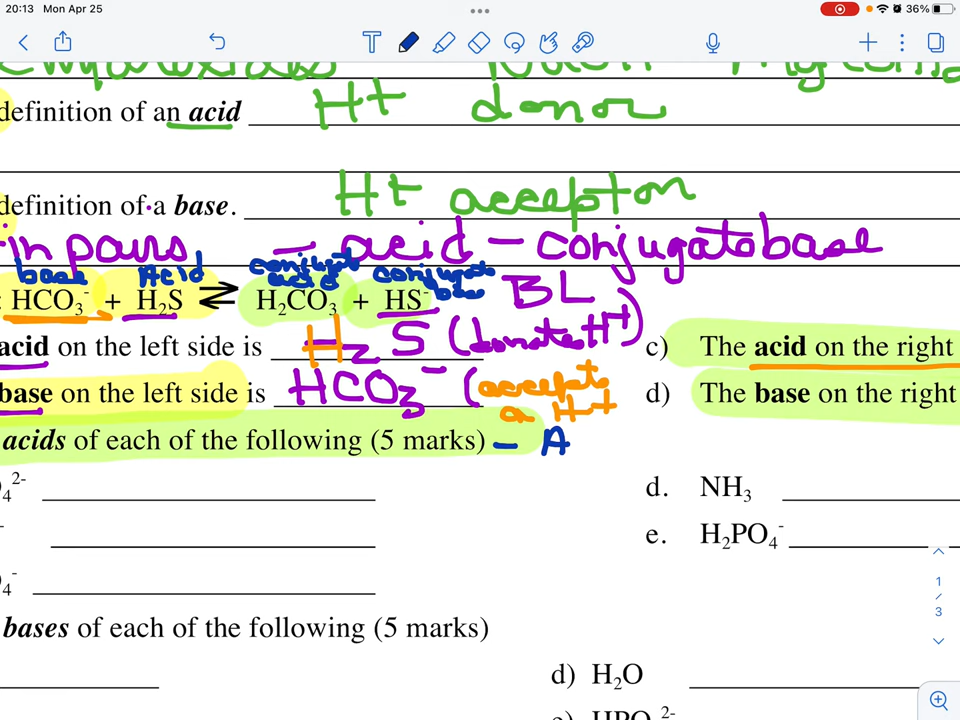 20:13 Mon Apr 25 36%
definition of an acid H+ donor
definition of a base. H+ acceptor
in pairs - acid - conjugate base
base Acid conjugate acid conjugate base
HCO₃⁻ + H₂S ⇌ H₂CO₃ + HS⁻ BL
acid on the left side is H₂S (donate H+) c) The acid on the right
base on the left side is HCO₃⁻ (accepts a H+ d) The base on the right
acids of each of the following (5 marks) - A
₄²⁻ d. NH₃
⁻ e. H₂PO₄⁻
₄⁻
bases of each of the following (5 marks)
d) H₂O
1
/
3